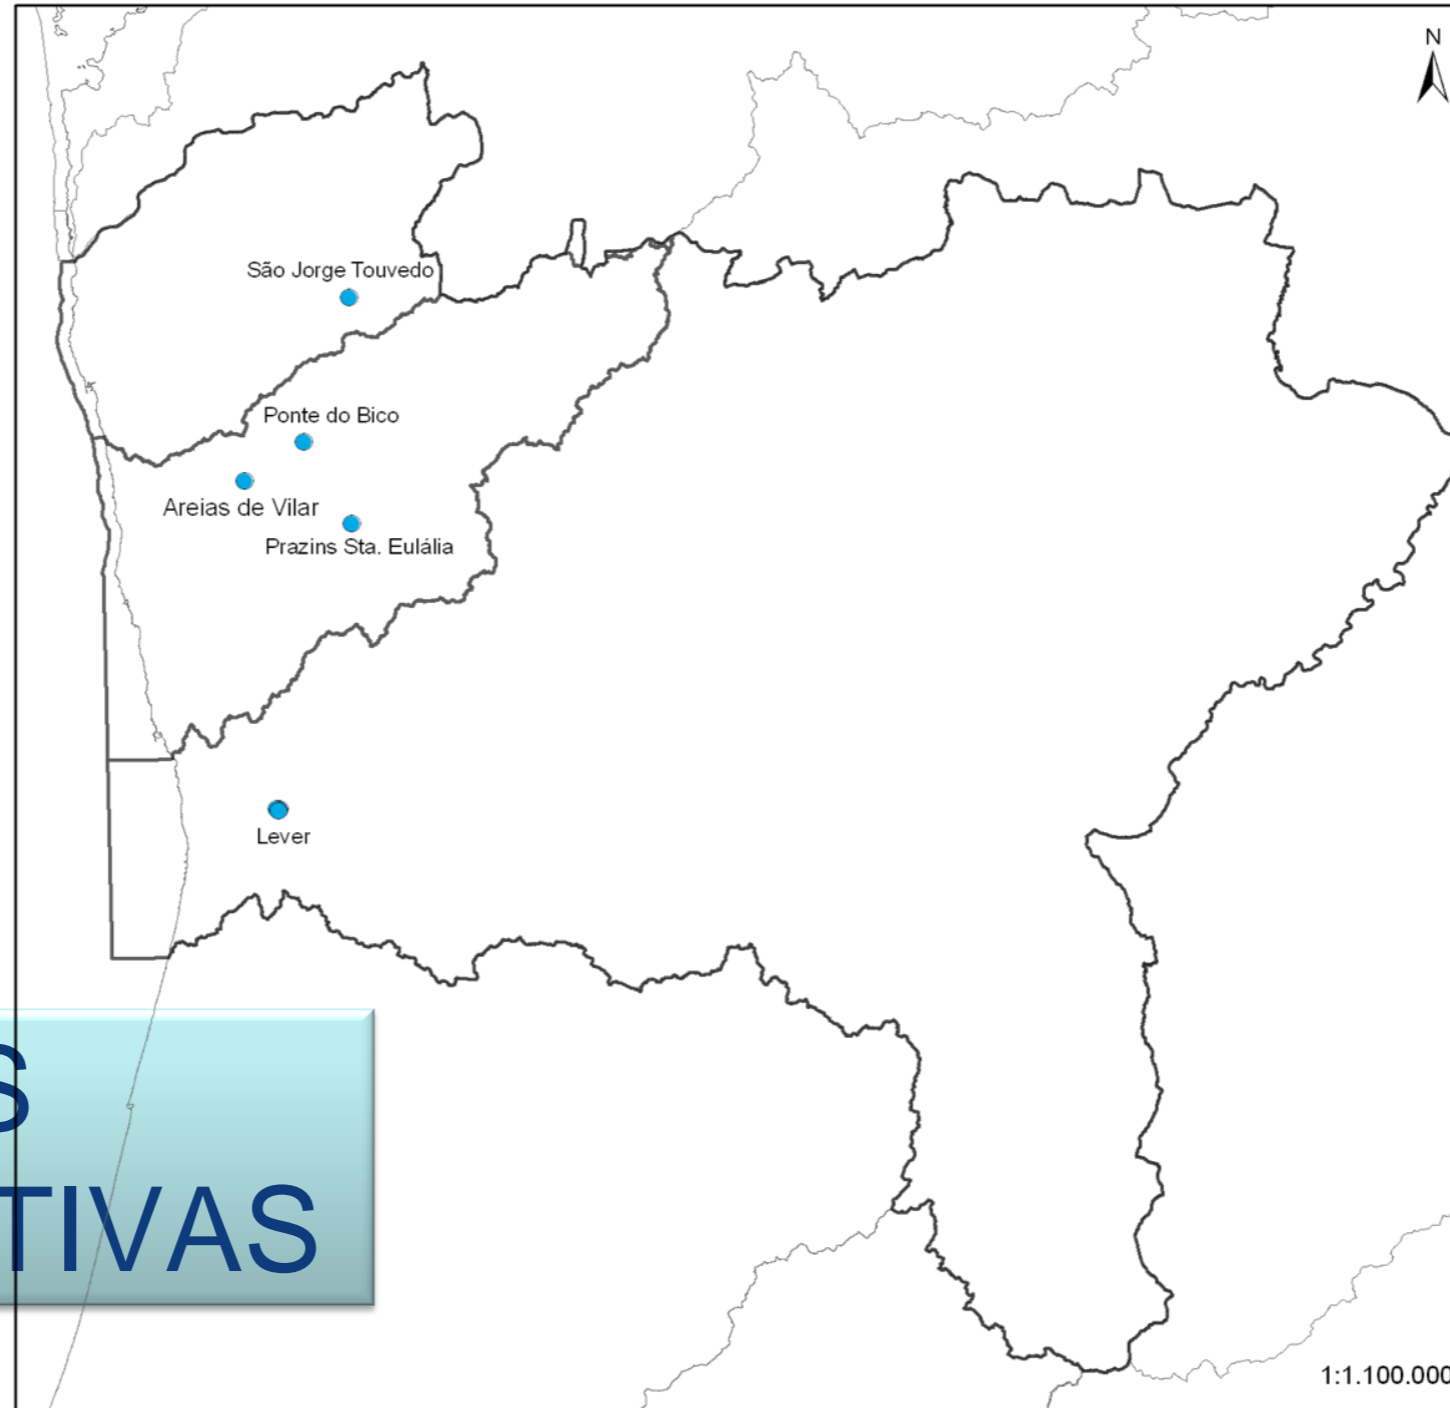 N
São Jorge Touvedo
Ponte do Bico
Areias de Vilar
Prazins Sta. Eulália
Lever
S
TIVAS
1:1.100.000